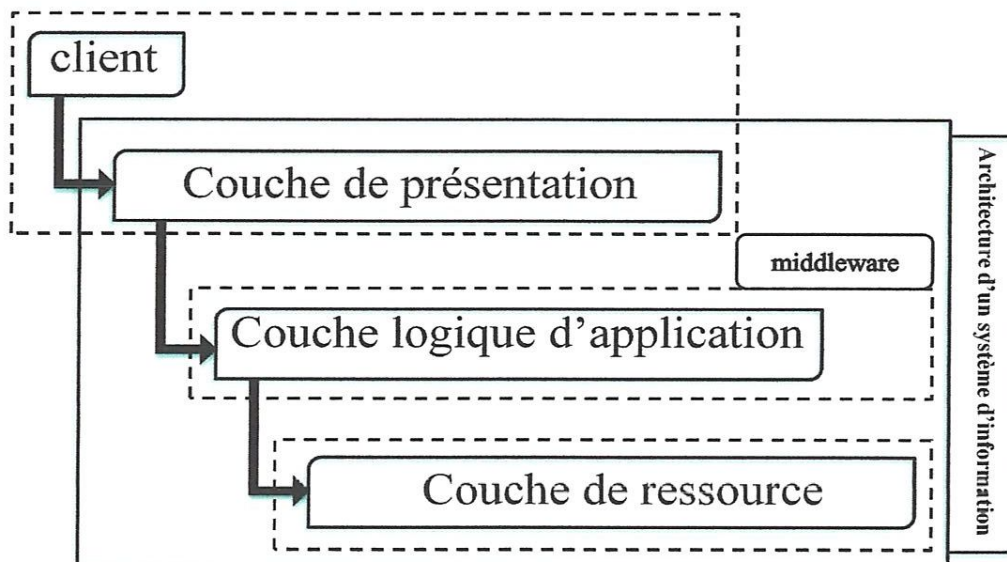 client
Couche de présentation
middleware
Couche logique d'application
Couche de ressource
Architecture d'un système d'information